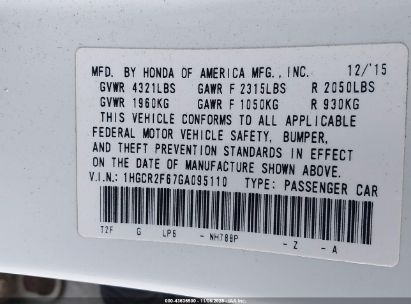 MFD. BY HONDA OF AMERICA MFG., INC. 12/15
GVWR 4321LBS GAWR F 2315LBS R 2050LBS
GVWR 1960KG GAWR F 1050KG R 930KG
THIS VEHICLE CONFORMS TO ALL APPLICABLE
FEDERAL MOTOR VEHICLE SAFETY, BUMPER,
AND THEFT PREVENTION STANDARDS IN EFFECT
ON THE DATE OF MANUFACTURE SHOWN ABOVE.
V.I.N.: 1HGCR2F67GA095110 TYPE: PASSENGER CAR
T2F G LP6 - NH788P - Z - A